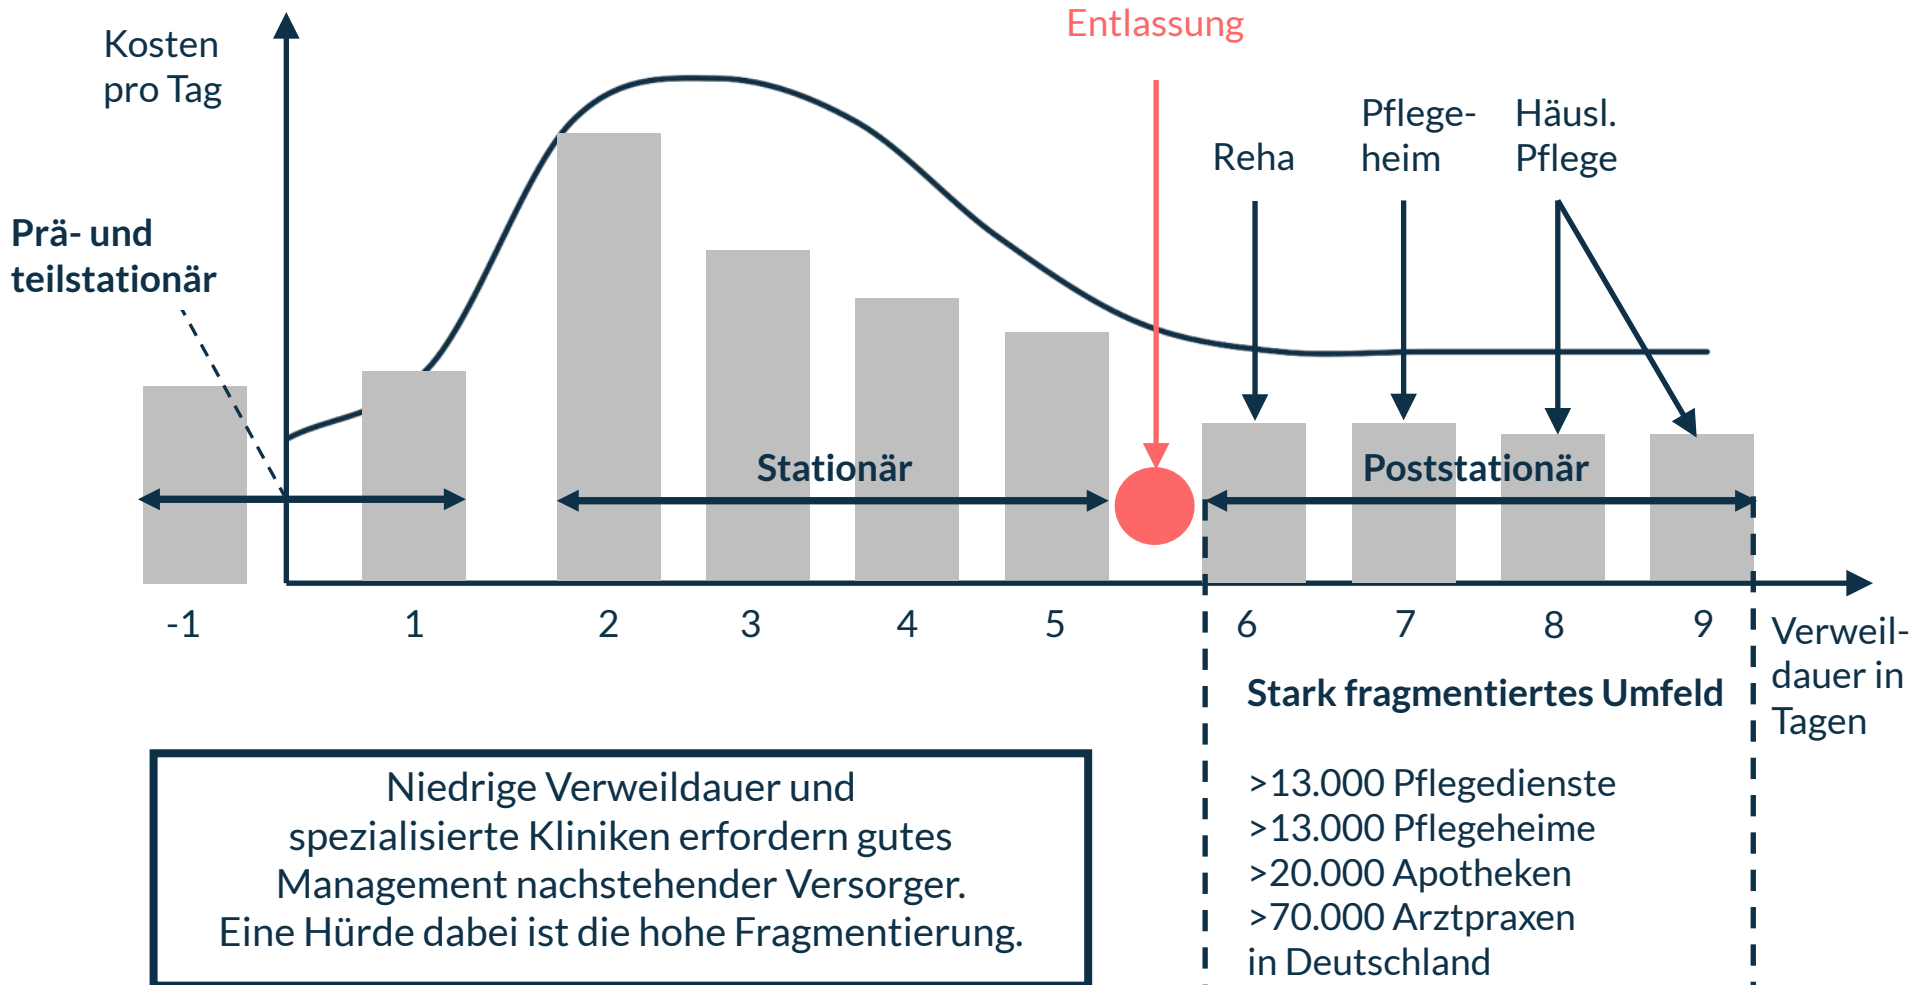 Entlassung
Kosten
pro Tag
Pflege-
heim
Häusl.
Pflege
Reha
Prä- und
teilstationär
Stationär
Poststationär
-1
1
2
3
4
5
6
7
8
9
Verweil-
dauer in
Tagen
Stark fragmentiertes Umfeld
>13.000 Pflegedienste
>13.000 Pflegeheime
>20.000 Apotheken
>70.000 Arztpraxen
in Deutschland
Niedrige Verweildauer und
spezialisierte Kliniken erfordern gutes
Management nachstehender Versorger.
Eine Hürde dabei ist die hohe Fragmentierung.